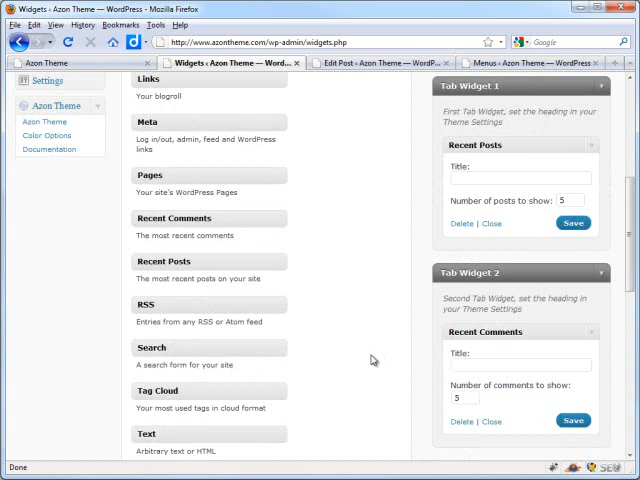 Widgets ‹ Azon Theme — WordPress - Mozilla Firefox
File Edit View History Bookmarks Tools Help
http://www.azontheme.com/wp-admin/widgets.php
Google
Azon Theme
Widgets ‹ Azon Theme — Word...
Edit Post ‹ Azon Theme — WordP...
Menus ‹ Azon Theme — WordPress
Settings
Azon Theme
Azon Theme
Color Options
Documentation
Links
Your blogroll
Meta
Log in/out, admin, feed and WordPress
links
Pages
Your site's WordPress Pages
Recent Comments
The most recent comments
Recent Posts
The most recent posts on your site
RSS
Entries from any RSS or Atom feed
Search
A search form for your site
Tag Cloud
Your most used tags in cloud format
Text
Arbitrary text or HTML
Tab Widget 1
First Tab Widget, set the heading in your
Theme Settings
Recent Posts
Title:
Number of posts to show: 5
Delete | Close
Save
Tab Widget 2
Second Tab Widget, set the heading in
your Theme Settings
Recent Comments
Title:
Number of comments to show:
5
Delete | Close
Save
Done